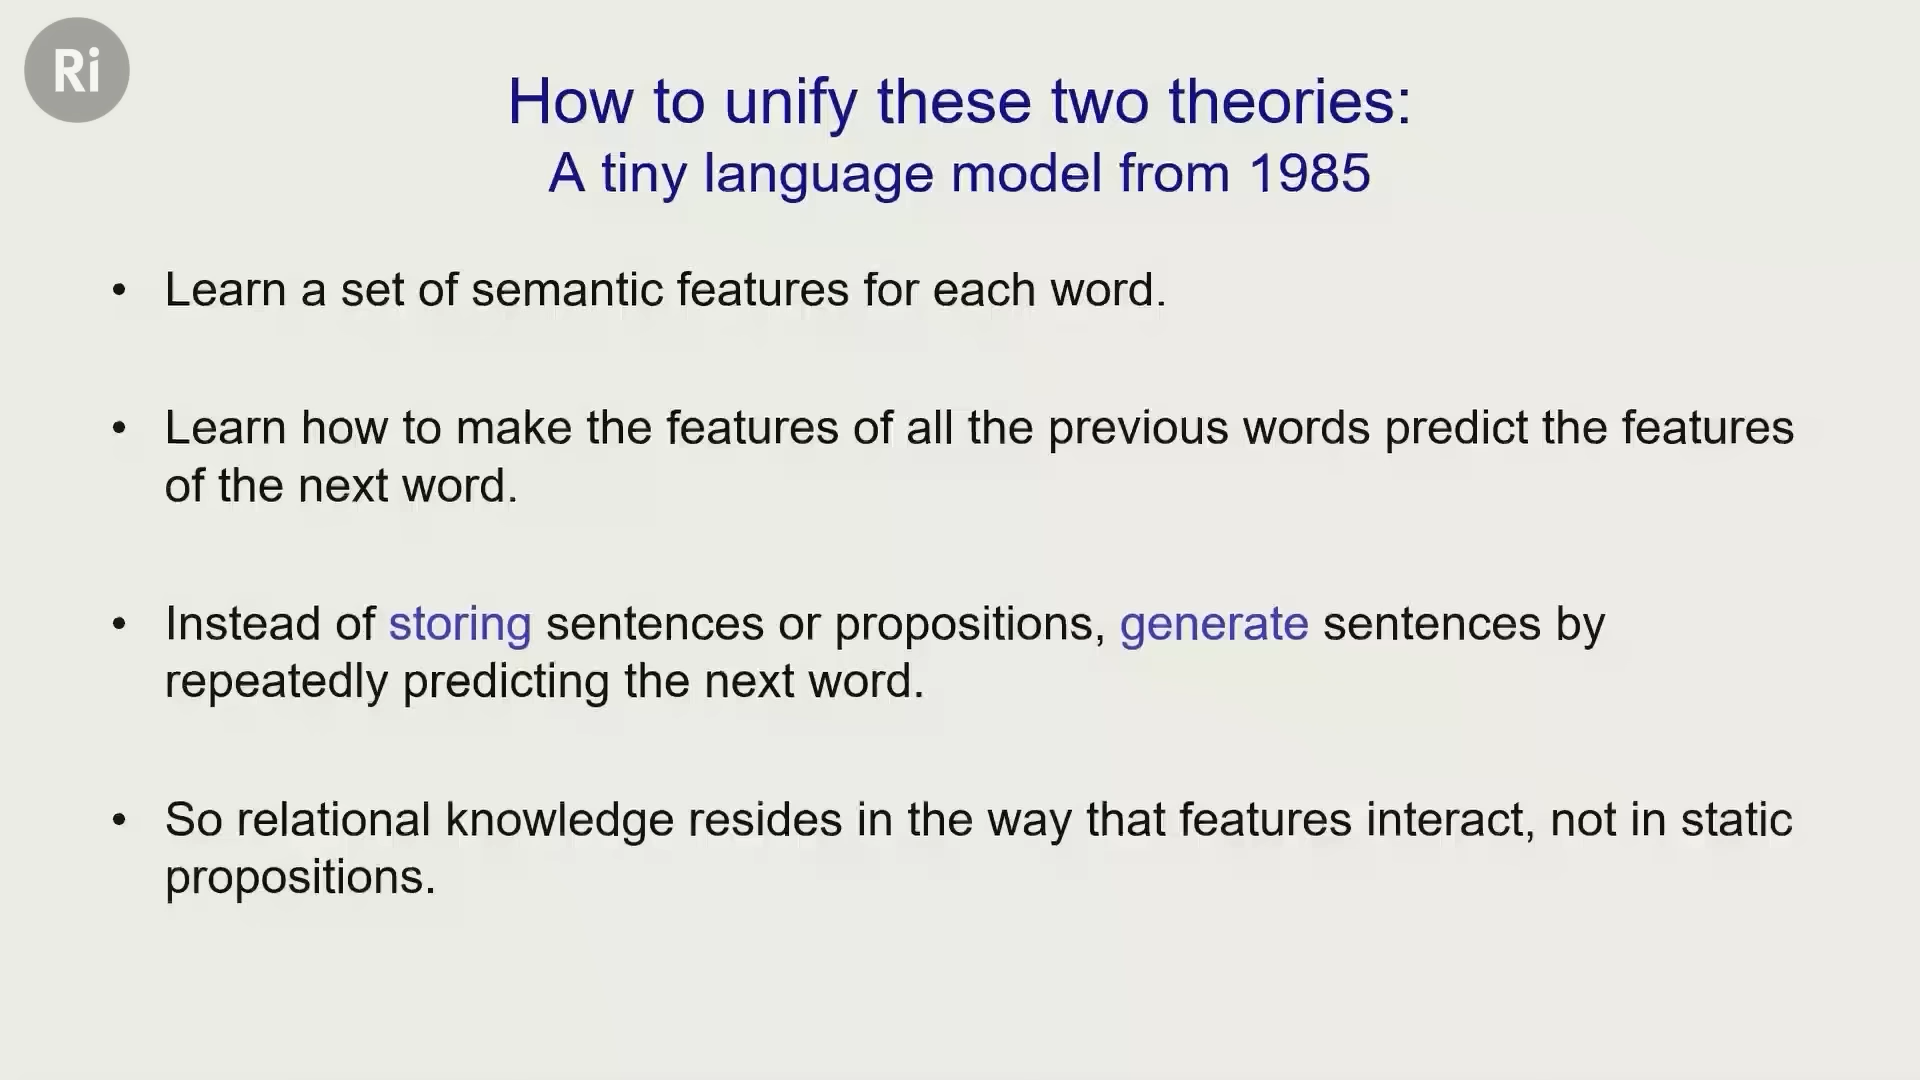 Ri
How to unify these two theories:
A tiny language model from 1985
• Learn a set of semantic features for each word.
• Learn how to make the features of all the previous words predict the features
of the next word.
• Instead of storing sentences or propositions, generate sentences by
repeatedly predicting the next word.
• So relational knowledge resides in the way that features interact, not in static
propositions.